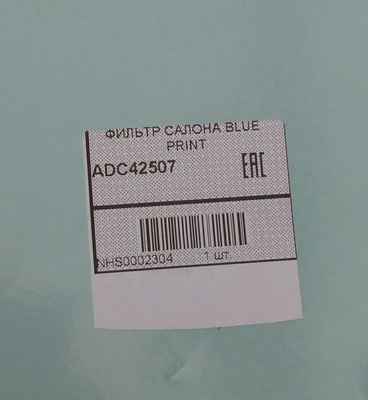 ФИЛЬТР САЛОНА BLUE
PRINT
ADC42507 ЕАС
NHS0002304 1 шт.